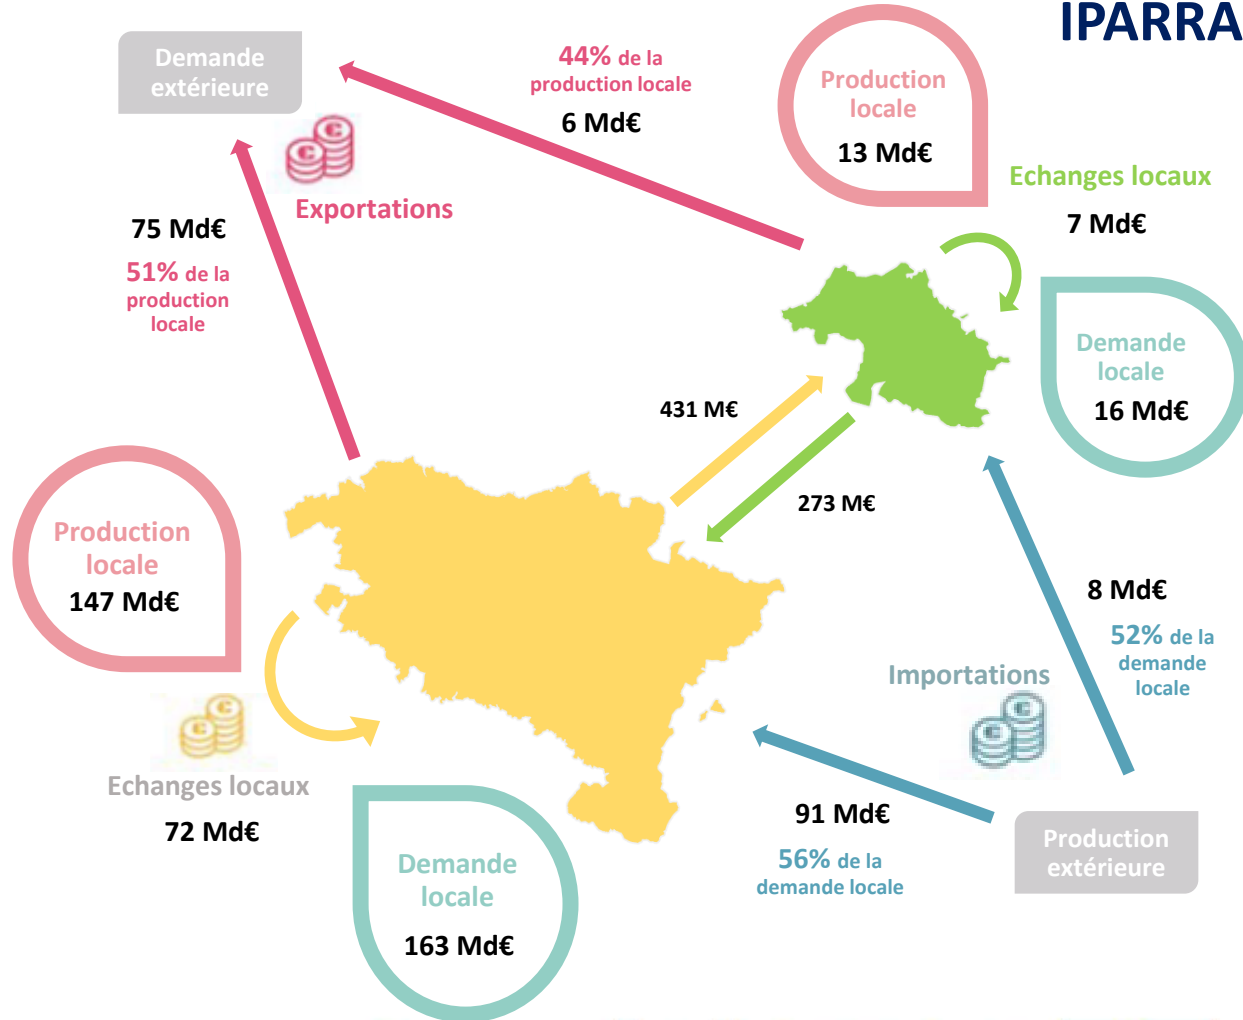 IPARRA
Demande
extérieure
44% de la
production locale
6 Md€
Production
locale
13 Md€
Echanges locaux
7 Md€
Exportations
75 Md€
51% de la
production
locale
Demande
locale
16 Md€
431 M€
273 M€
Production
locale
147 Md€
8 Md€
52% de la
demande
locale
Importations
Echanges locaux
72 Md€
91 Md€
56% de la
demande locale
Production
extérieure
Demande
locale
163 Md€